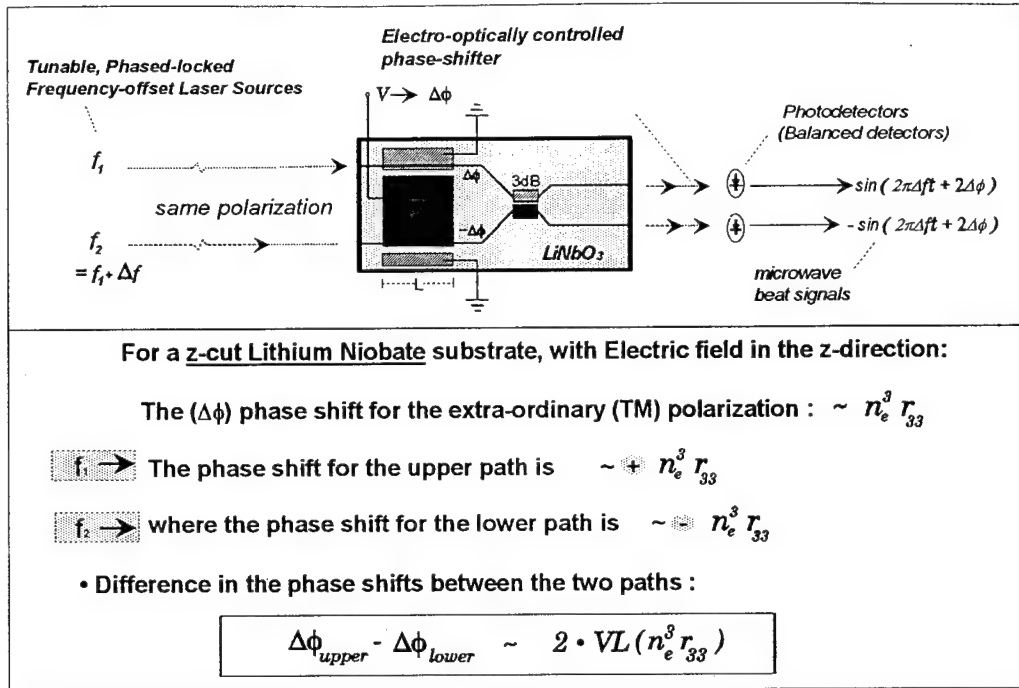 Electro-optically controlled
phase-shifter
Tunable, Phased-locked
Frequency-offset Laser Sources
V → Δϕ
Photodetectors
(Balanced detectors)
f₁
Δϕ
3dB
sin( 2πΔft + 2Δϕ)
same polarization
f₂
-Δϕ
- sin( 2πΔft + 2Δϕ)
= f₁+ Δf
LiNbO₃
L
microwave
beat signals
For a z-cut Lithium Niobate substrate, with Electric field in the z-direction:
The (Δϕ) phase shift for the extra-ordinary (TM) polarization : ~ nₑ³ r₃₃
f₁ → The phase shift for the upper path is ~ + nₑ³ r₃₃
f₂ → where the phase shift for the lower path is ~ - nₑ³ r₃₃
• Difference in the phase shifts between the two paths :
Δϕupper - Δϕlower ~ 2 • VL(nₑ³ r₃₃)